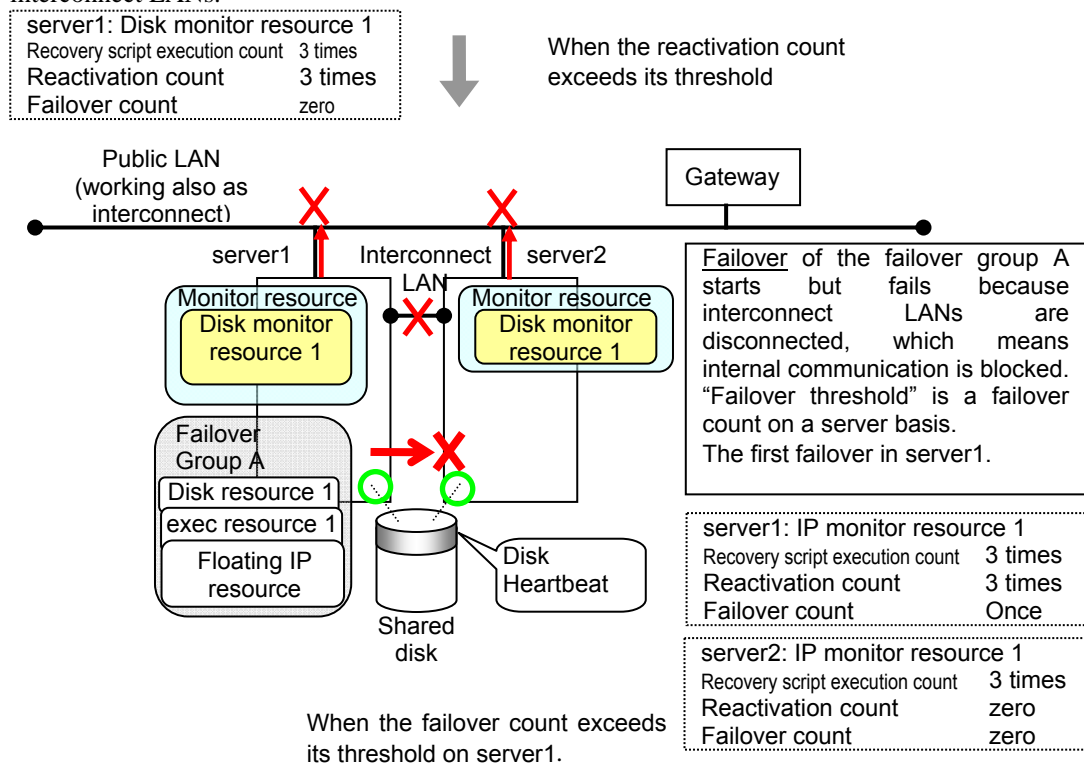 interconnect LANs.
server1: Disk monitor resource 1
Recovery script execution count 3 times
Reactivation count 3 times
Failover count zero
When the reactivation count
exceeds its threshold
Public LAN
(working also as
interconnect)
Gateway
server1
Interconnect
LAN
server2
Monitor resource
Disk monitor
resource 1
Monitor resource
Disk monitor
resource 1
Failover of the failover group A
starts but fails because
interconnect LANs are
disconnected, which means
internal communication is blocked.
“Failover threshold” is a failover
count on a server basis.
The first failover in server1.
Failover
Group A
Disk resource 1
exec resource 1
Floating IP
resource
Disk
Heartbeat
Shared
disk
server1: IP monitor resource 1
Recovery script execution count 3 times
Reactivation count 3 times
Failover count Once
server2: IP monitor resource 1
Recovery script execution count 3 times
Reactivation count zero
Failover count zero
When the failover count exceeds
its threshold on server1.